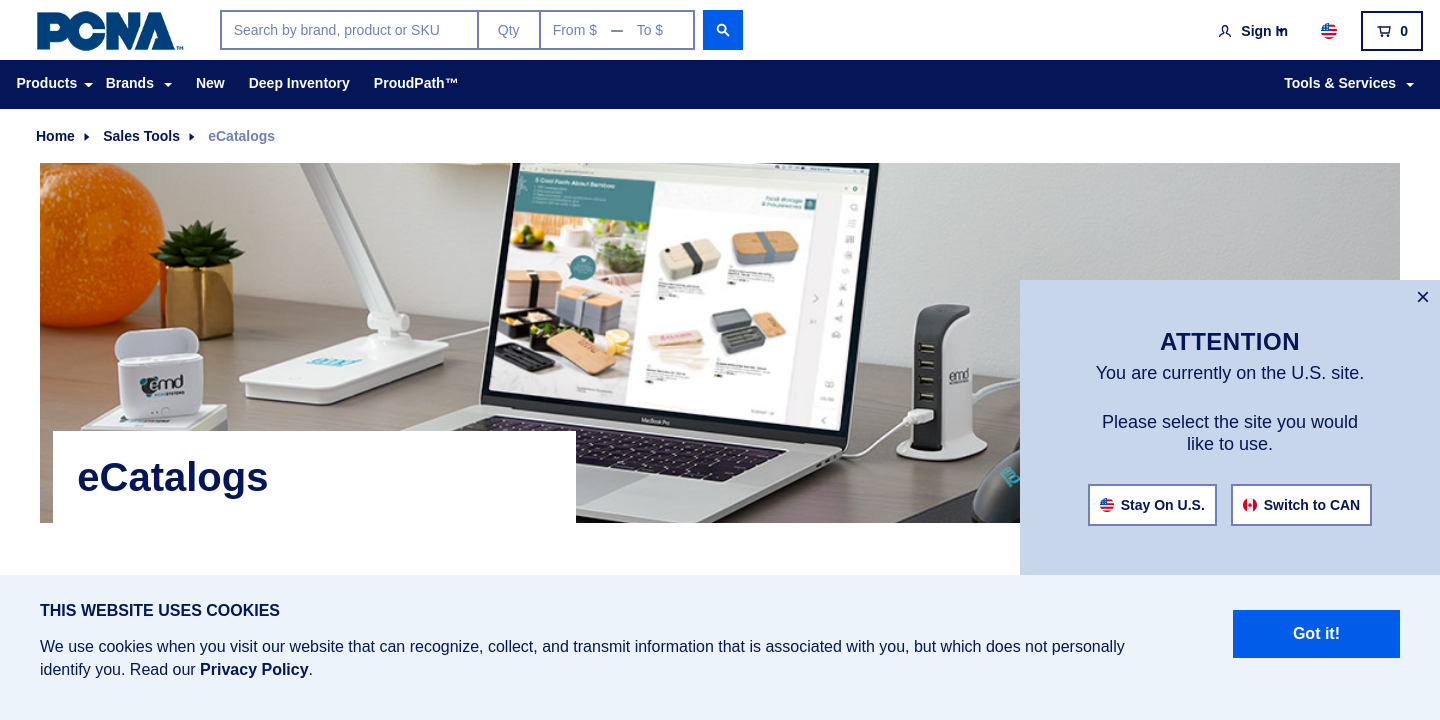 PCNA™
Search by brand, product or SKU
Qty
From $ — To $
Sign In
0
Products
Brands
New
Deep Inventory
ProudPath™
Tools & Services
Home
Sales Tools
eCatalogs
5 Cool Facts About Bamboo
emd
MacBook Pro
emd
eCatalogs
×
ATTENTION
You are currently on the U.S. site.
Please select the site you would
like to use.
Stay On U.S.
Switch to CAN
THIS WEBSITE USES COOKIES
We use cookies when you visit our website that can recognize, collect, and transmit information that is associated with you, but which does not personally
identify you. Read our Privacy Policy.
Got it!